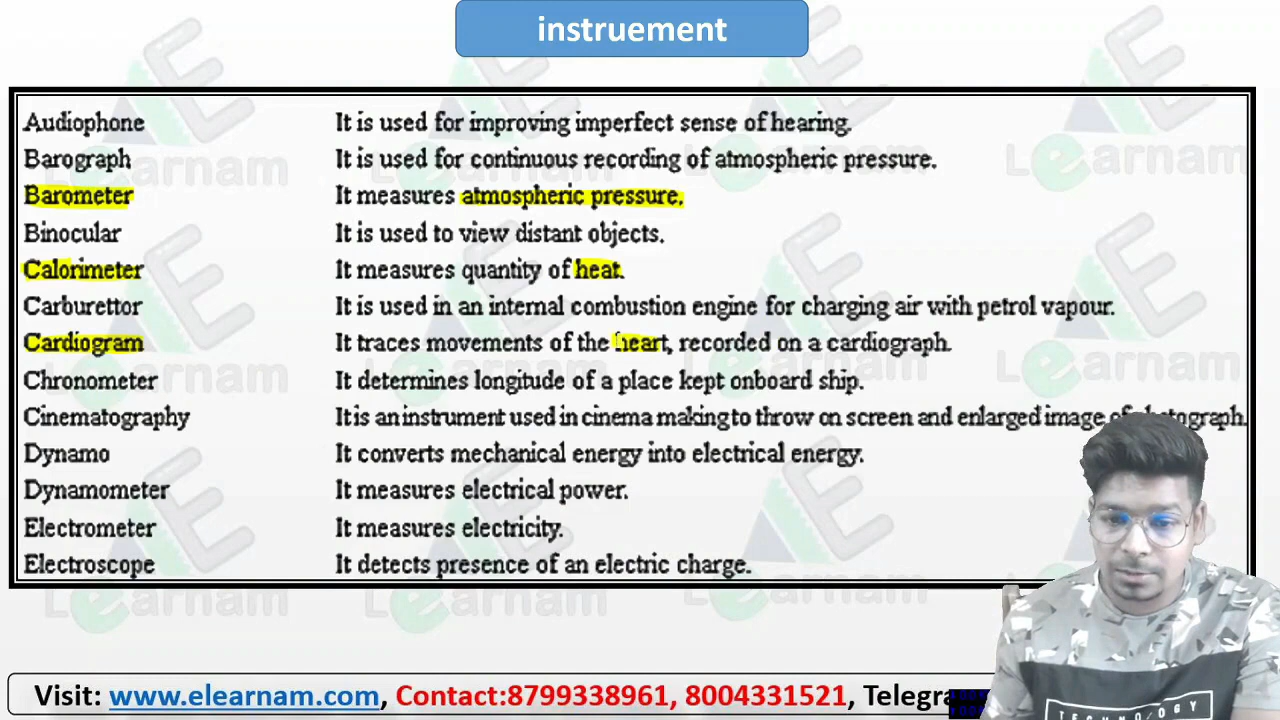 instruement
Audiophone It is used for improving imperfect sense of hearing.
Barograph It is used for continuous recording of atmospheric pressure.
Barometer It measures atmospheric pressure.
Binocular It is used to view distant objects.
Calorimeter It measures quantity of heat.
Carburettor It is used in an internal combustion engine for charging air with petrol vapour.
Cardiogram It traces movements of the heart, recorded on a cardiograph.
Chronometer It determines longitude of a place kept onboard ship.
Cinematography It is an instrument used in cinema making to throw on screen and enlarged image of photograph.
Dynamo It converts mechanical energy into electrical energy.
Dynamometer It measures electrical power.
Electrometer It measures electricity.
Electroscope It detects presence of an electric charge.
Visit: www.elearnam.com, Contact:8799338961, 8004331521, Telegra
TECHNOLOGY